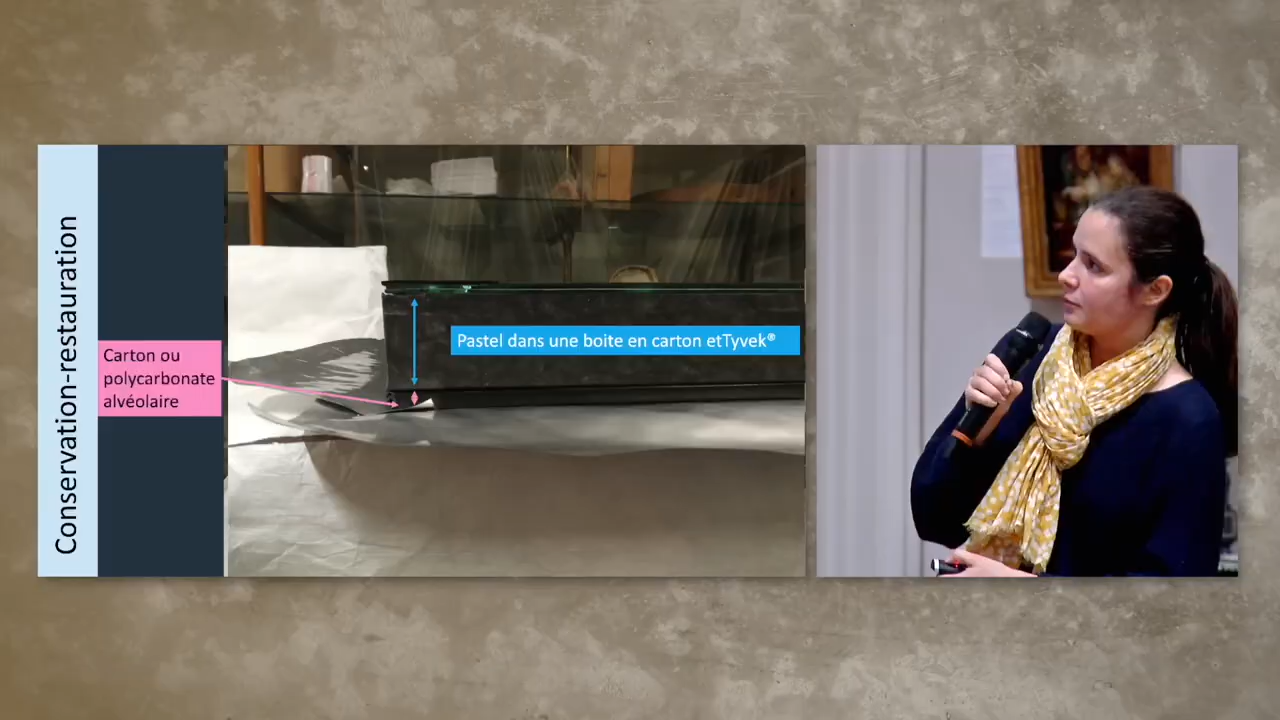 Conservation-restauration
Carton ou
polycarbonate
alvéolaire
Pastel dans une boite en carton etTyvek®